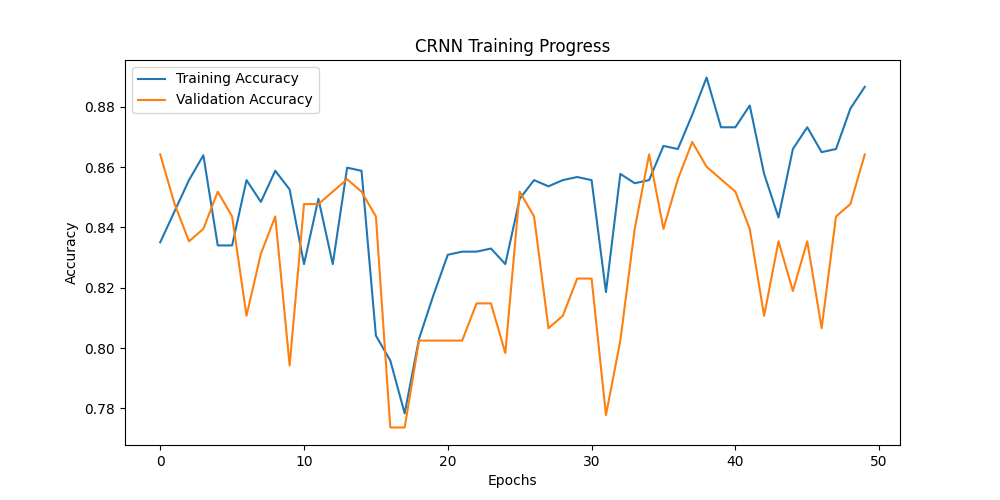 CRNN Training Progress
Training Accuracy
Validation Accuracy
Accuracy
0.88
0.86
0.84
0.82
0.80
0.78
0 10 20 30 40 50
Epochs